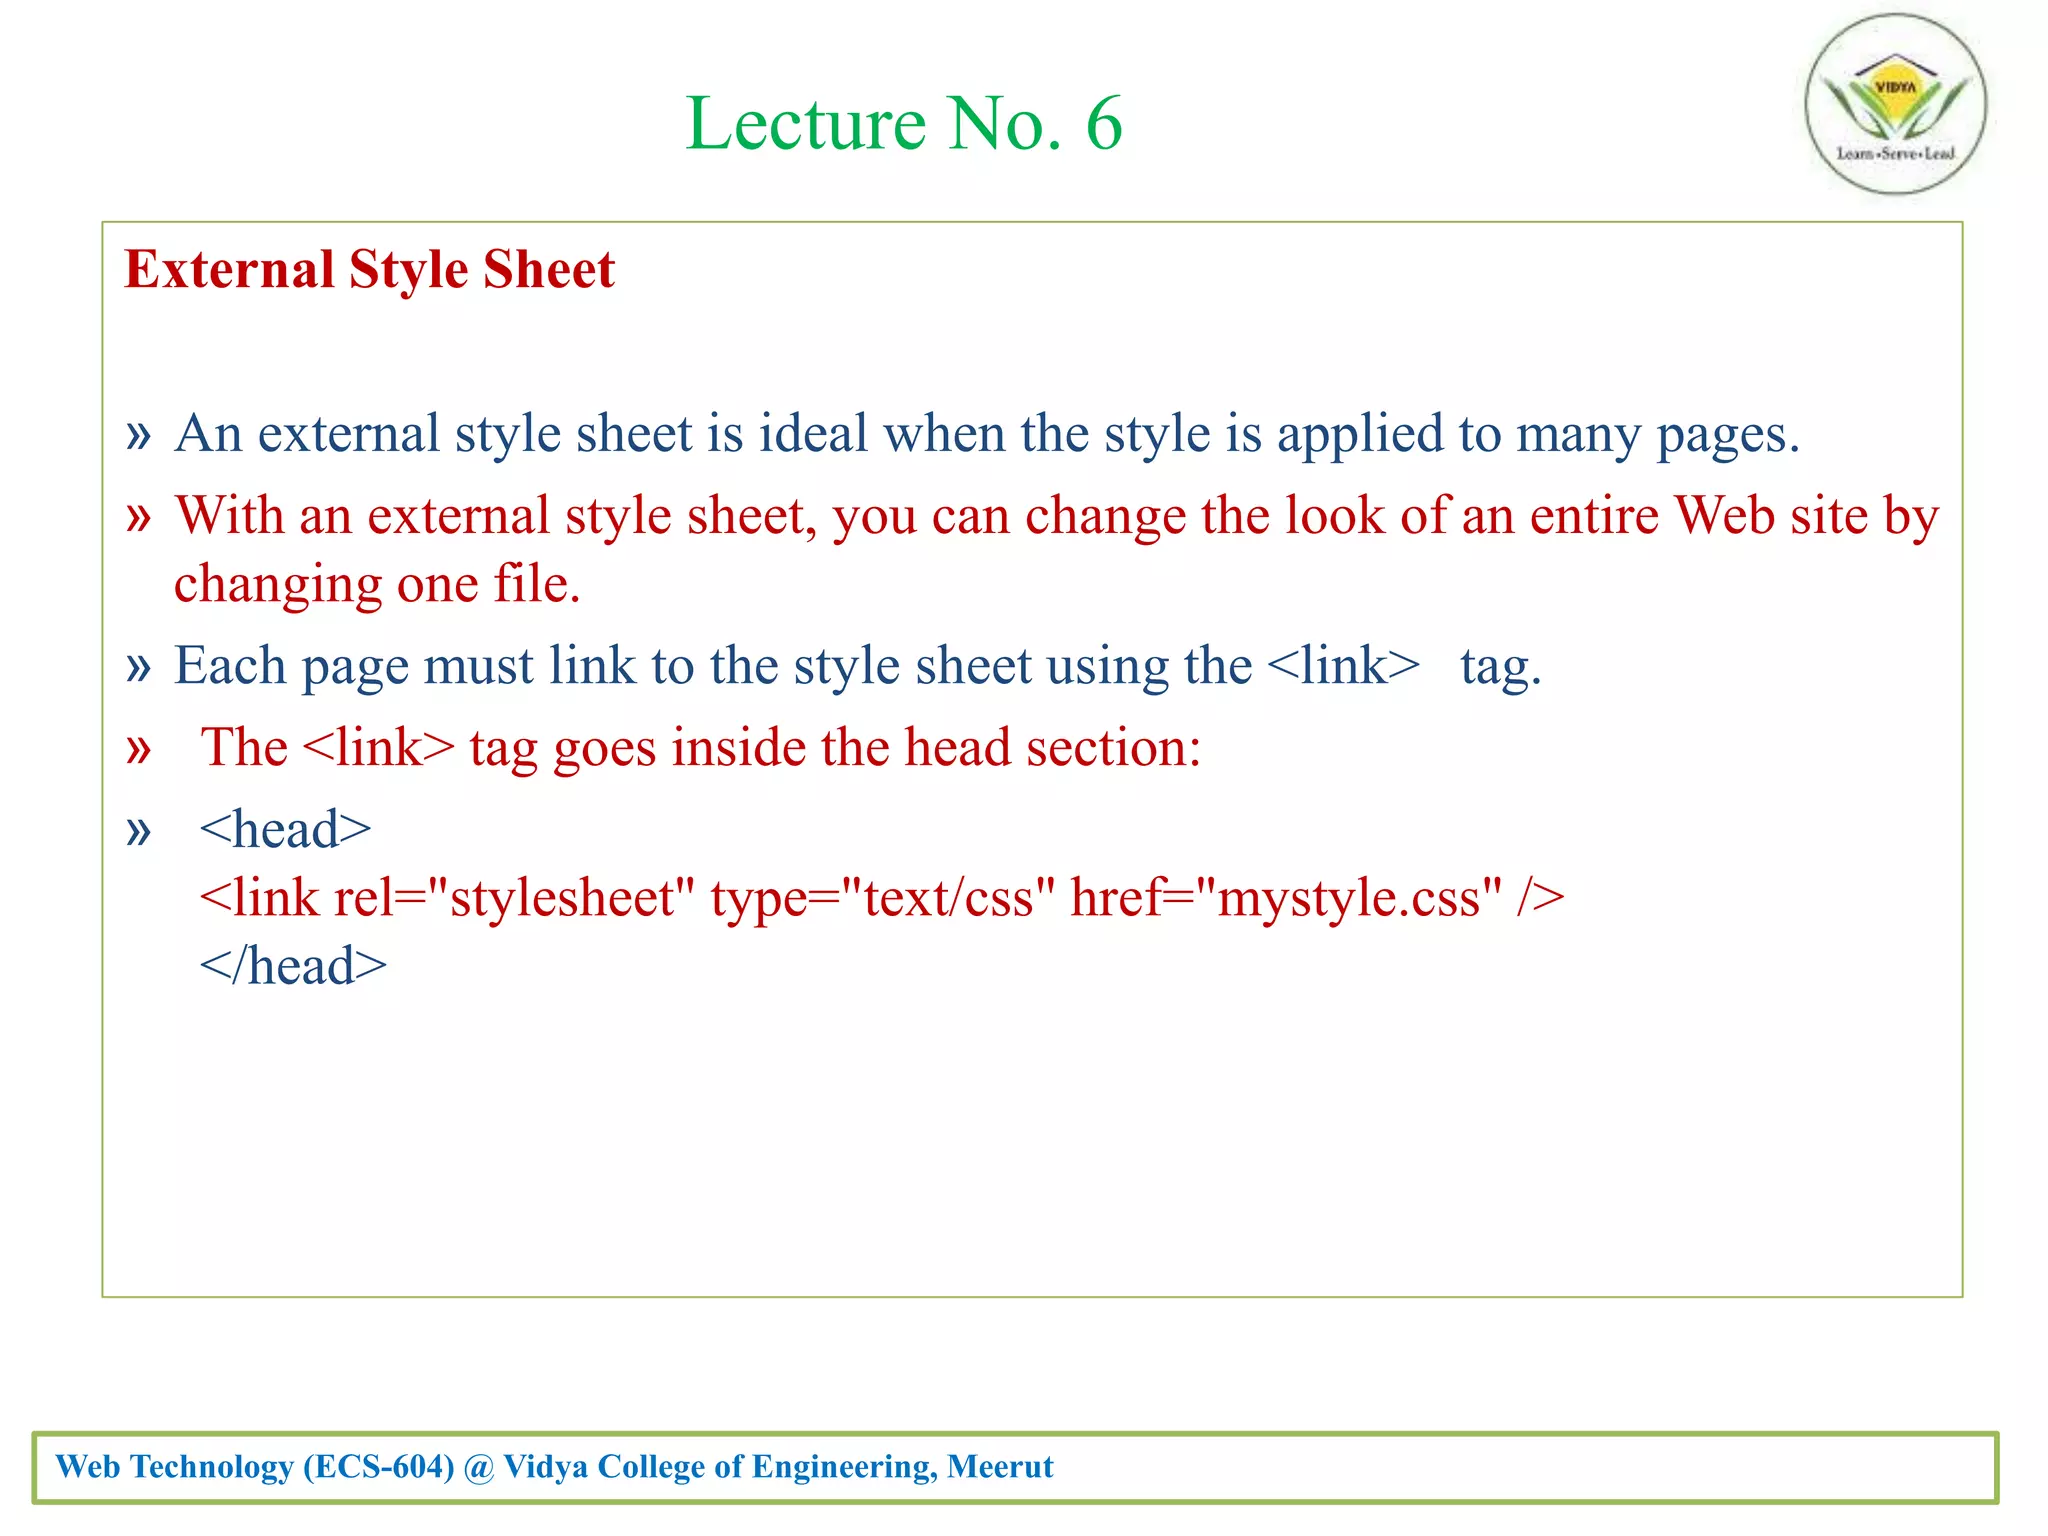 Lecture No. 6
VIDYA
Learn•Serve•Lead
External Style Sheet
» An external style sheet is ideal when the style is applied to many pages.
» With an external style sheet, you can change the look of an entire Web site by
changing one file.
» Each page must link to the style sheet using the <link> tag.
» The <link> tag goes inside the head section:
» <head>
<link rel="stylesheet" type="text/css" href="mystyle.css" />
</head>
Web Technology (ECS-604) @ Vidya College of Engineering, Meerut